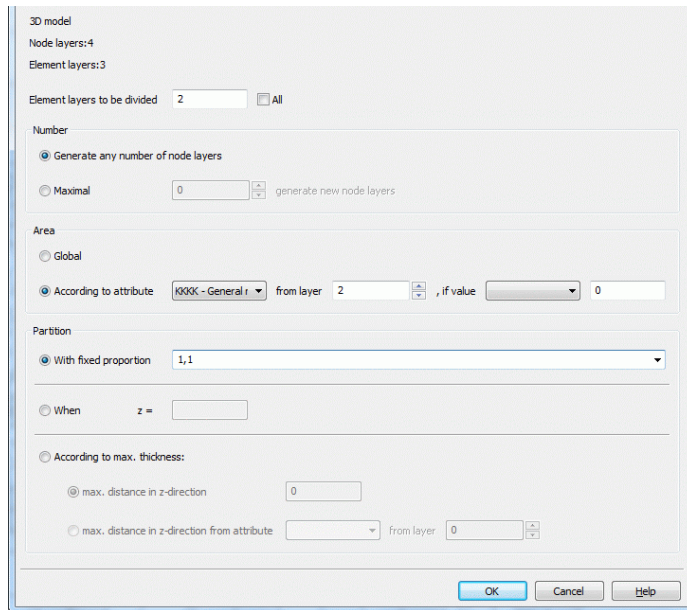 3D model
Node layers:4
Element layers:3
Element layers to be divided 2 All
Number
Generate any number of node layers
Maximal 0 generate new node layers
Area
Global
According to attribute KKKK - General r from layer 2 , if value 0
Partition
With fixed proportion 1,1
When z =
According to max. thickness:
max. distance in z-direction 0
max. distance in z-direction from attribute from layer 0
OK Cancel Help